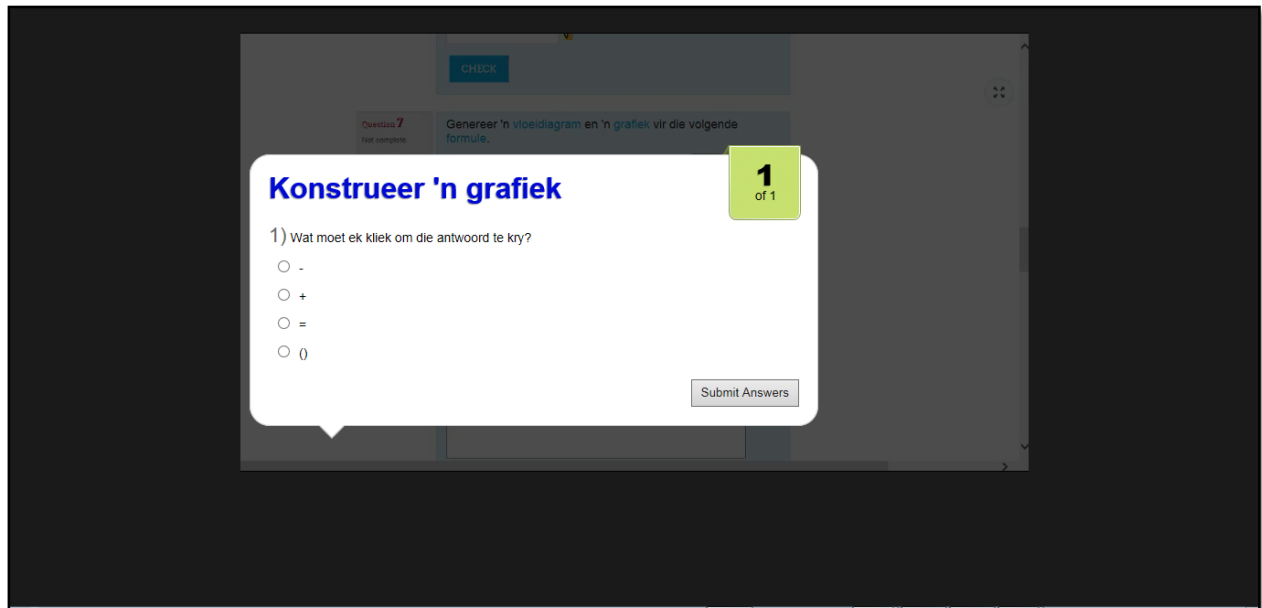 CHECK
Question 7
Not complete
Genereer 'n vloeidiagram en 'n grafiek vir die volgende
formule.
Konstrueer 'n grafiek
1
of 1
1) Wat moet ek kliek om die antwoord te kry?
-
+
=
()
Submit Answers